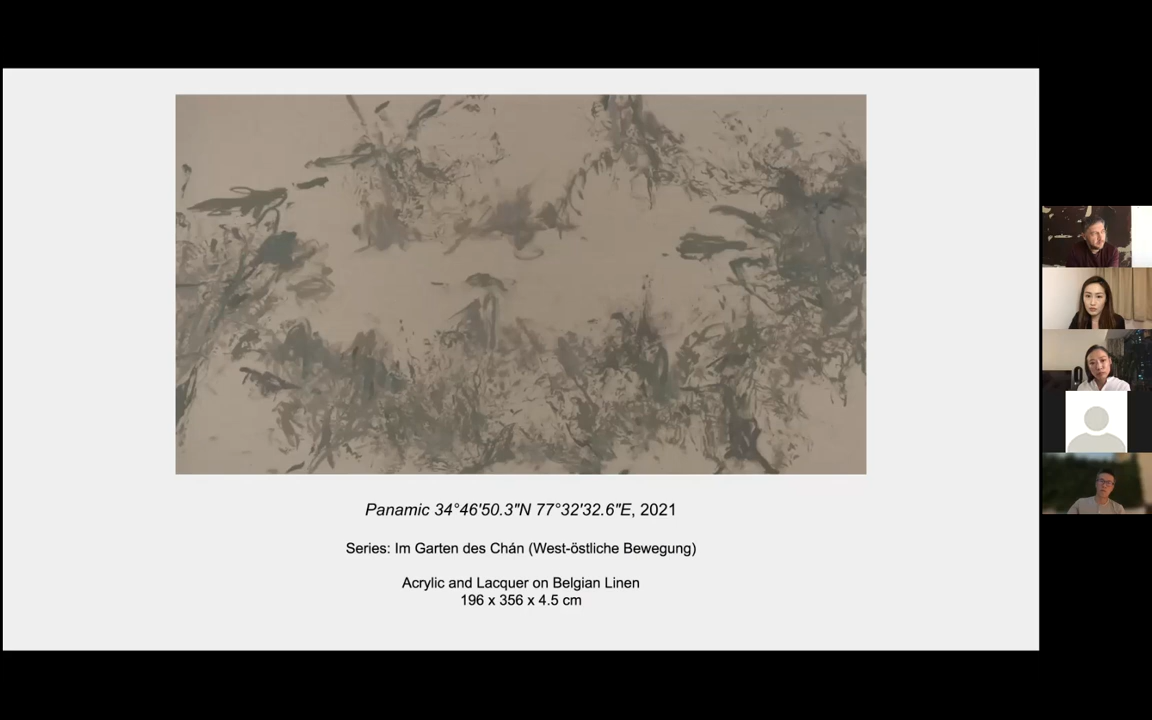 Panamic 34°46'50.3"N 77°32'32.6"E, 2021
Series: Im Garten des Chán (West-östliche Bewegung)
Acrylic and Lacquer on Belgian Linen
196 x 356 x 4.5 cm